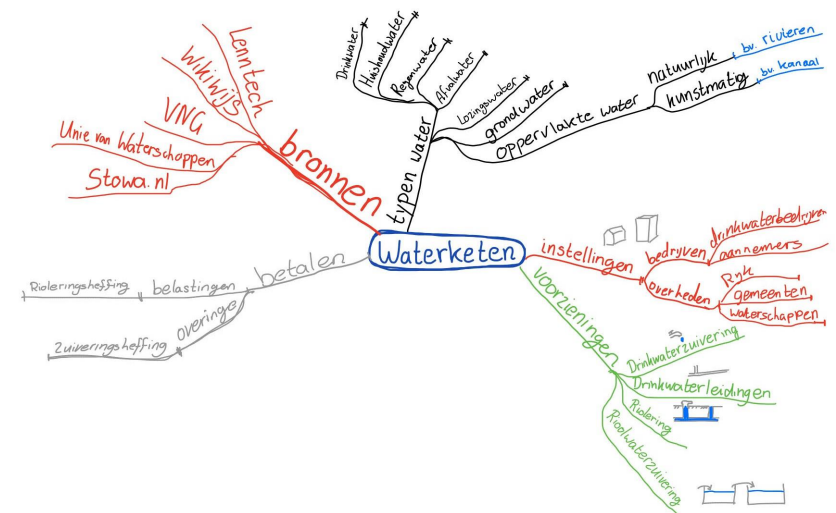 Waterketen
bronnen
Lenntech
Wikiwijs
VNG
Unie van Waterschappen
Stowa.nl
typen water
Drinkwater
Huishoudwater
Regenwater
Afvalwater
Lozingswater
grondwater
oppervlakte water
natuurlijk
bv. rivieren
kunstmatig
bv. kanaal
instellingen
bedrijven
drinkwaterbedrijven
aannemers
overheden
Rijk
gemeenten
waterschappen
voorzieningen
Drinkwaterzuivering
Drinkwaterleidingen
Riolering
Rioolwaterzuivering
betalen
belastingen
Rioleringsheffing
overinge
Zuiveringsheffing